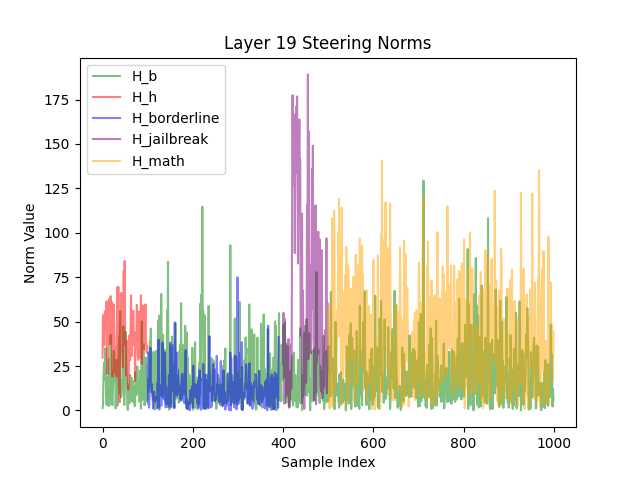 Layer 19 Steering Norms
H_b
H_h
H_borderline
H_jailbreak
H_math
Norm Value
175
150
125
100
75
50
25
0
0
200
400
600
800
1000
Sample Index